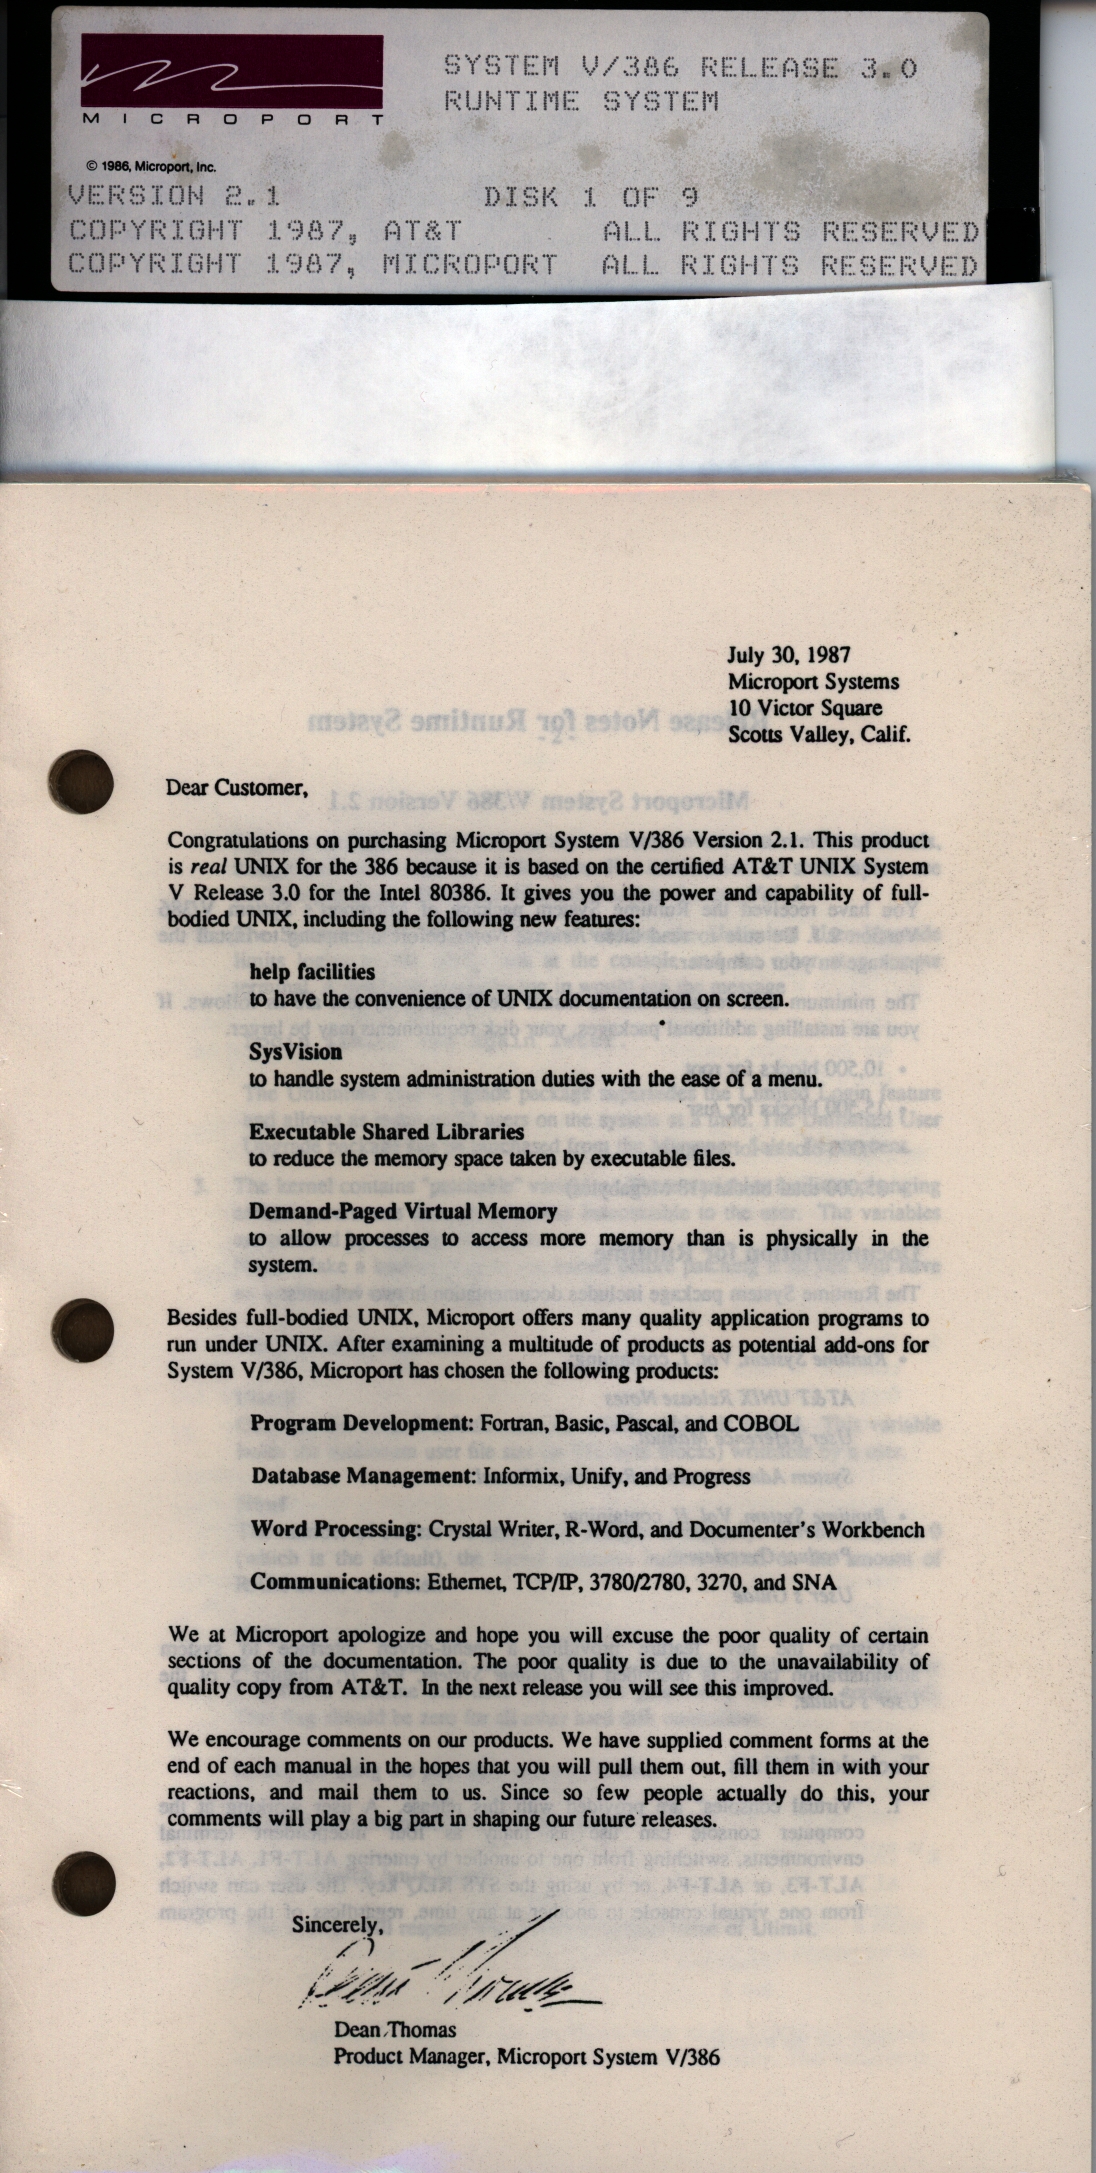 MICROPORT
SYSTEM V/386 RELEASE 3.0
RUNTIME SYSTEM
© 1986, Microport, Inc.
VERSION 2.1 DISK 1 OF 9
COPYRIGHT 1987, AT&T ALL RIGHTS RESERVED
COPYRIGHT 1987, MICROPORT ALL RIGHTS RESERVED
July 30, 1987
Microport Systems
10 Victor Square
Scotts Valley, Calif.
Dear Customer,
Congratulations on purchasing Microport System V/386 Version 2.1. This product
is real UNIX for the 386 because it is based on the certified AT&T UNIX System
V Release 3.0 for the Intel 80386. It gives you the power and capability of full-
bodied UNIX, including the following new features:
help facilities
to have the convenience of UNIX documentation on screen.
SysVision
to handle system administration duties with the ease of a menu.
Executable Shared Libraries
to reduce the memory space taken by executable files.
Demand-Paged Virtual Memory
to allow processes to access more memory than is physically in the
system.
Besides full-bodied UNIX, Microport offers many quality application programs to
run under UNIX. After examining a multitude of products as potential add-ons for
System V/386, Microport has chosen the following products:
Program Development: Fortran, Basic, Pascal, and COBOL
Database Management: Informix, Unify, and Progress
Word Processing: Crystal Writer, R-Word, and Documenter's Workbench
Communications: Ethernet, TCP/IP, 3780/2780, 3270, and SNA
We at Microport apologize and hope you will excuse the poor quality of certain
sections of the documentation. The poor quality is due to the unavailability of
quality copy from AT&T. In the next release you will see this improved.
We encourage comments on our products. We have supplied comment forms at the
end of each manual in the hopes that you will pull them out, fill them in with your
reactions, and mail them to us. Since so few people actually do this, your
comments will play a big part in shaping our future releases.
Sincerely,
Dean Thomas
Dean Thomas
Product Manager, Microport System V/386